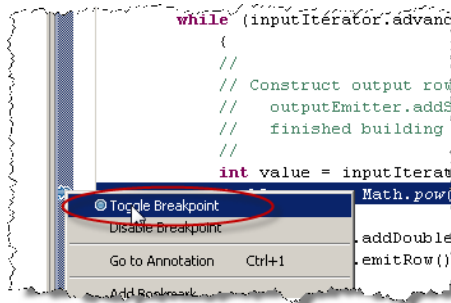 while (inputIterator.advanc
{
//
// Construct output row
// outputEmitter.addS
// finished building
//
int value = inputIterat
Math.pow(
Toggle Breakpoint
Disable Breakpoint
.addDouble
Go to Annotation Ctrl+1
.emitRow()
Add Bookmark